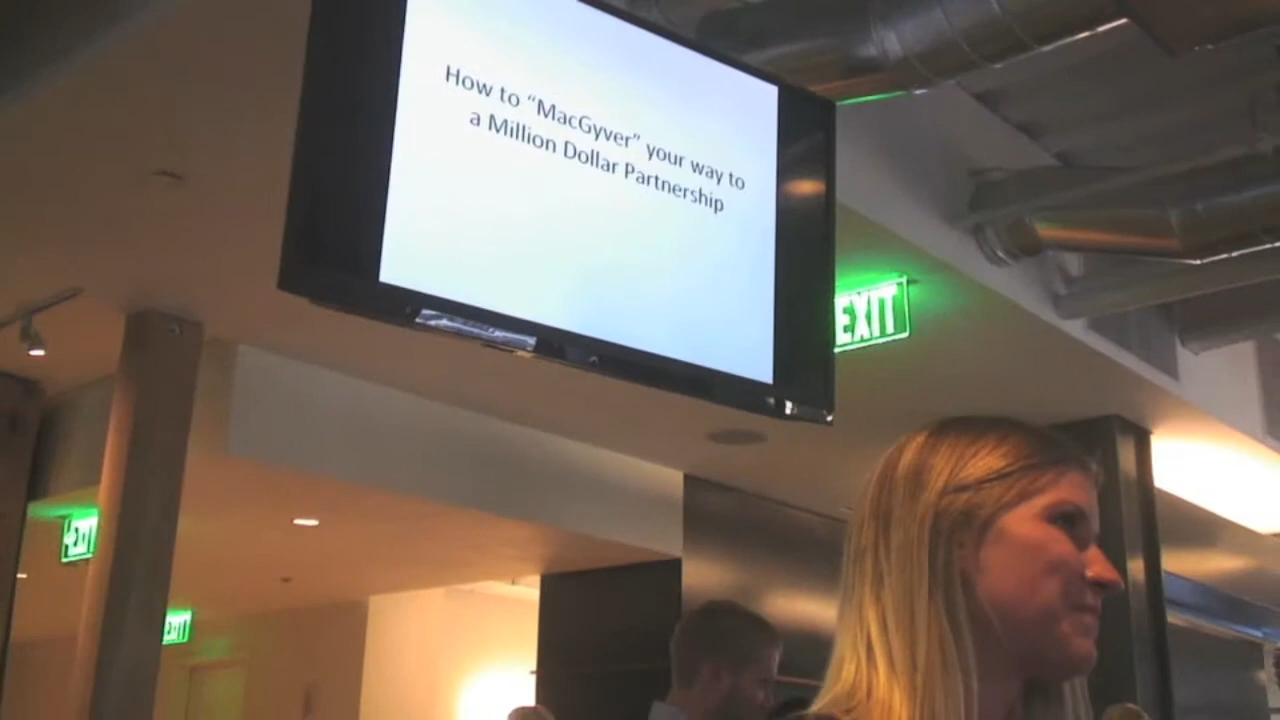 How to “MacGyver” your way to
a Million Dollar Partnership
EXIT
EXIT
EXIT